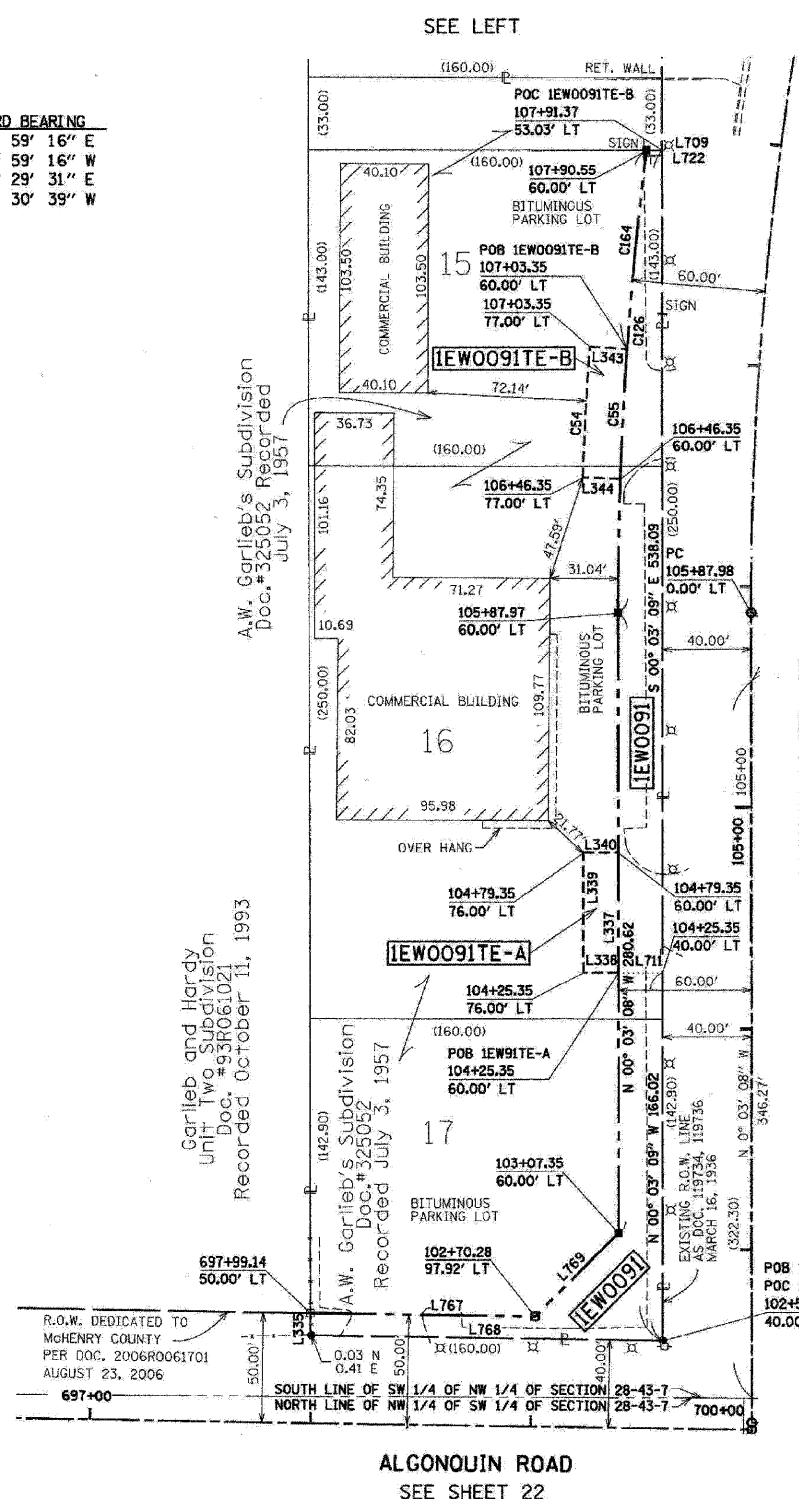 SEE LEFT
RD BEARING
59' 16" E
59' 16" W
29' 31" E
30' 39" W
(160.00)
RET. WALL
(33.00)
(33.00)
POC 1EW0091TE-B
107+91.37
53.03' LT
SIGN
L709
L722
(160.00)
107+90.55
60.00' LT
40.10
BITUMINOUS
PARKING LOT
C164
(143.00)
(143.00)
103.50
COMMERCIAL BUILDING
103.50
15
POB 1EW0091TE-B
107+03.35
60.00' LT
60.00'
107+03.35
77.00' LT
SIGN
C126
L343
1EW0091TE-B
40.10
72.14'
C54
C55
A.W. Garlieb's Subdivision
Doc.#325052 Recorded
July 3, 1957
36.73
(160.00)
106+46.35
60.00' LT
106+46.35
77.00' LT
L344
101.16
74.35
47.59'
(250.00)
S 00° 03' 09" E 538.09
PC
105+87.98
0.00' LT
71.27
31.04'
105+87.97
60.00' LT
10.69
40.00'
(250.00)
82.03
COMMERCIAL BUILDING
16
109.77
BITUMINOUS
PARKING LOT
1EW0091
105+00
105+00
95.98
21.77'
OVER HANG
L340
104+79.35
76.00' LT
L339
L337
104+79.35
60.00' LT
104+25.35
40.00' LT
1EW0091TE-A
L338
L711
104+25.35
76.00' LT
60.00'
(160.00)
40.00'
N 00° 03' 08" W 280.62
POB 1EW91TE-A
104+25.35
60.00' LT
Garlieb and Hardy
Unit Two Subdivision
Doc. #93R061021
Recorded October 11, 1993
(142.90)
A.W. Garlieb's Subdivision
Doc.#325052
Recorded July 3, 1957
17
N 00° 03' 09" W 166.02
(142.90)
EXISTING R.O.W. LINE
AS DOC. 119734, 119736
MARCH 16, 1936
N 0° 03' 08" W
346.27'
(322.30)
103+07.35
60.00' LT
BITUMINOUS
PARKING LOT
697+99.14
50.00' LT
102+70.28
97.92' LT
L769
1EW0091
POB
POC
102+5
40.00
L767
L768
L335
R.O.W. DEDICATED TO
McHENRY COUNTY
PER DOC. 2006R0061701
AUGUST 23, 2006
0.03 N
0.41 E
(160.00)
50.00'
50.00
40.00'
697+00
SOUTH LINE OF SW 1/4 OF NW 1/4 OF SECTION 28-43-7
NORTH LINE OF NW 1/4 OF SW 1/4 OF SECTION 28-43-7
700+00
ALGONQUIN ROAD
SEE SHEET 22